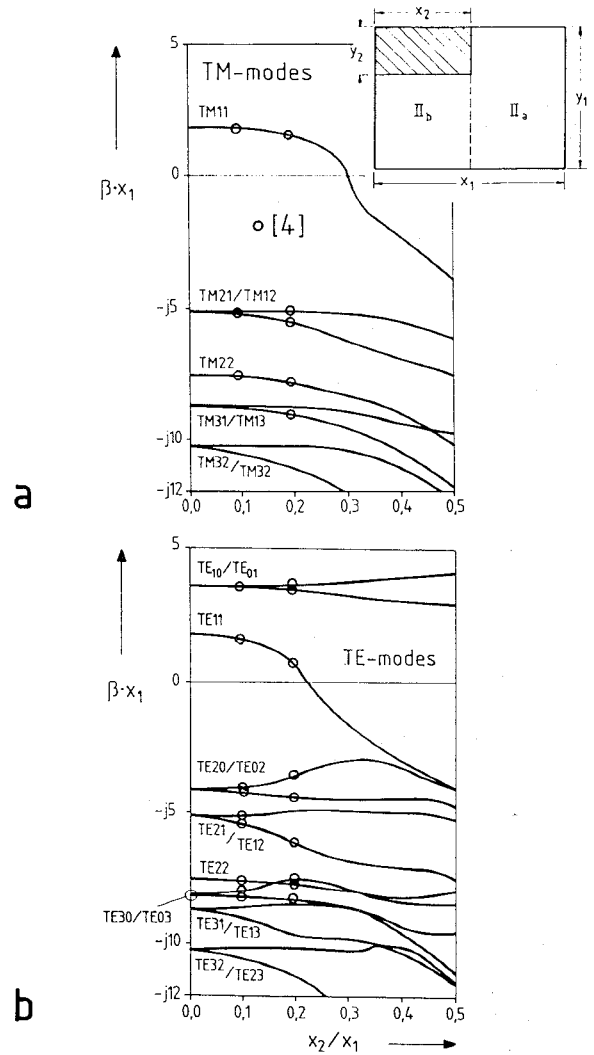 x₂
5
TM-modes
y₂
TM11
II_b
II_a
y₁
0
x₁
β·x₁
o [4]
TM21/TM12
-j5
TM22
TM31/TM13
-j10
TM32/TM32
-j12
a
0,0 0,1 0,2 0,3 0,4 0,5
5
TE₁₀/TE₀₁
TE11
TE-modes
0
β·x₁
TE20/TE02
-j5
TE21/TE12
TE22
TE30/TE03
TE31/TE13
-j10
TE32/TE23
-j12
b
0,0 0,1 0,2 0,3 0,4 0,5
x₂/x₁